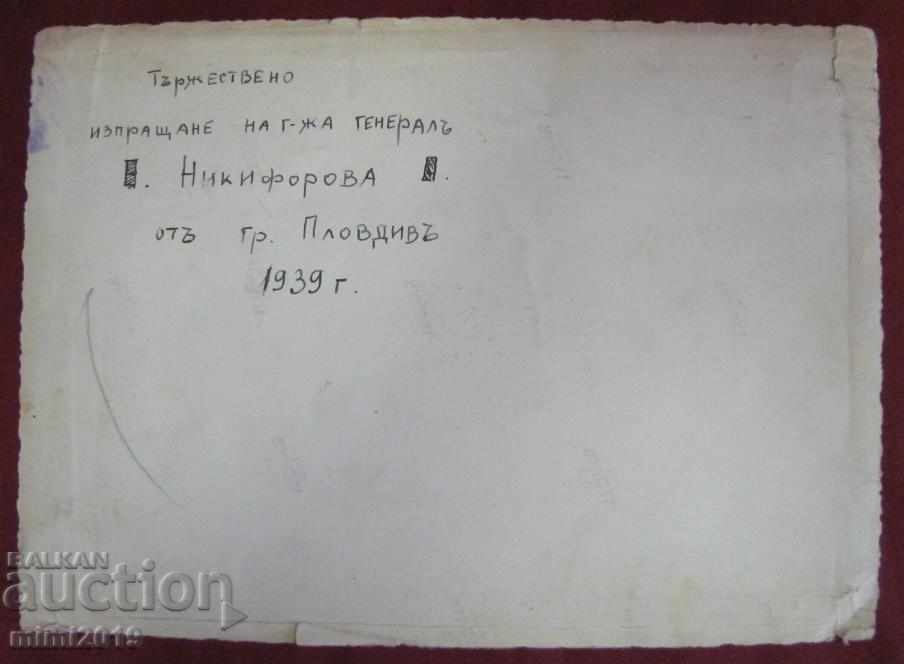 Тържествено
изпращане на г-жа генералъ
. Никифорова .
отъ гр. Пловдивъ
1939 г.
BALKAN
auction
mimi2019